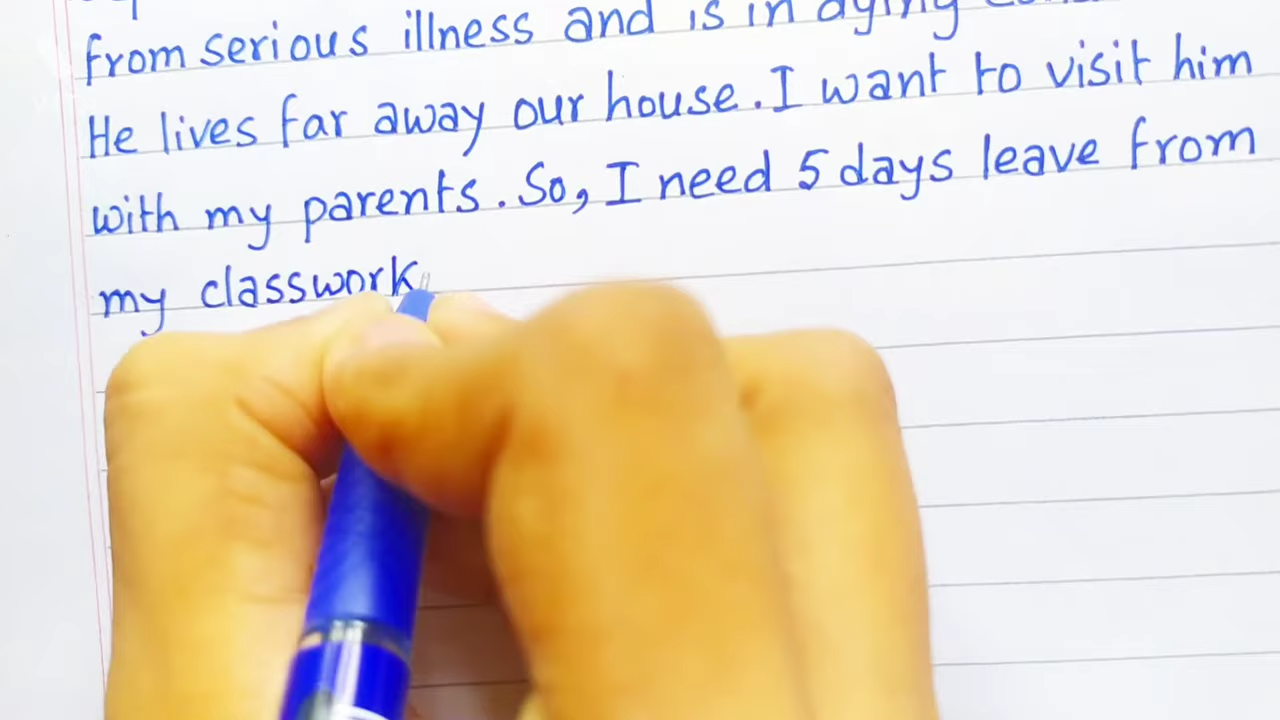 from serious illness and is in dying
He lives far away our house. I want to visit him
with my parents. So, I need 5 days leave from
my classwork